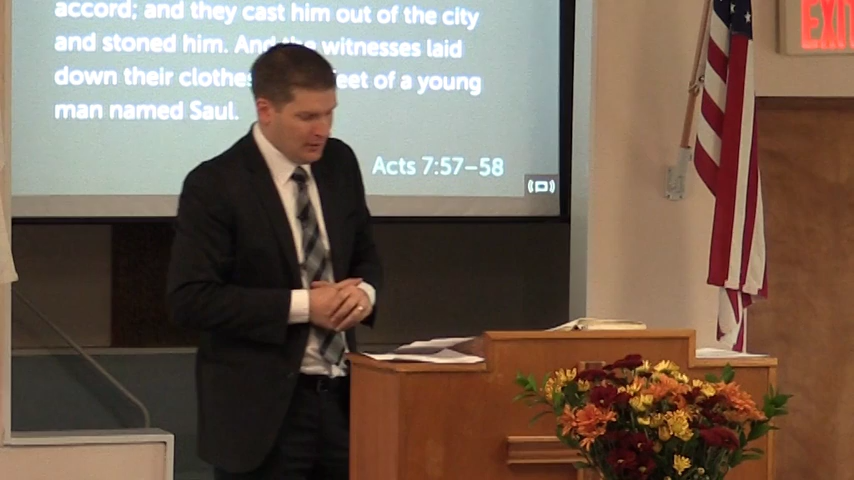 accord; and they cast him out of the city
and stoned him. And the witnesses laid
down their clothes feet of a young
man named Saul.
Acts 7:57–58
EXIT